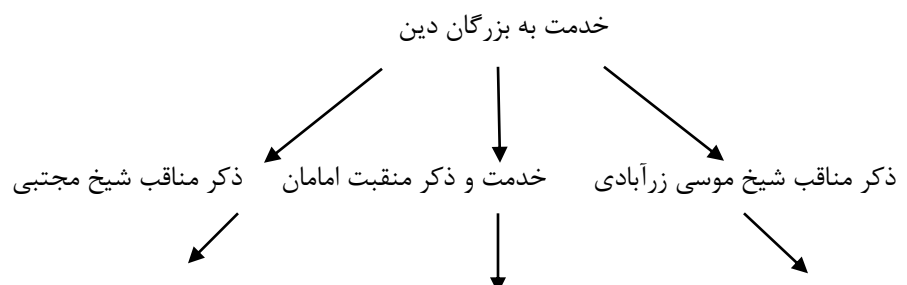 خدمت به بزرگان دین
ذکر مناقب شیخ موسی زرآبادی خدمت و ذکر منقبت امامان ذکر مناقب شیخ مجتبی